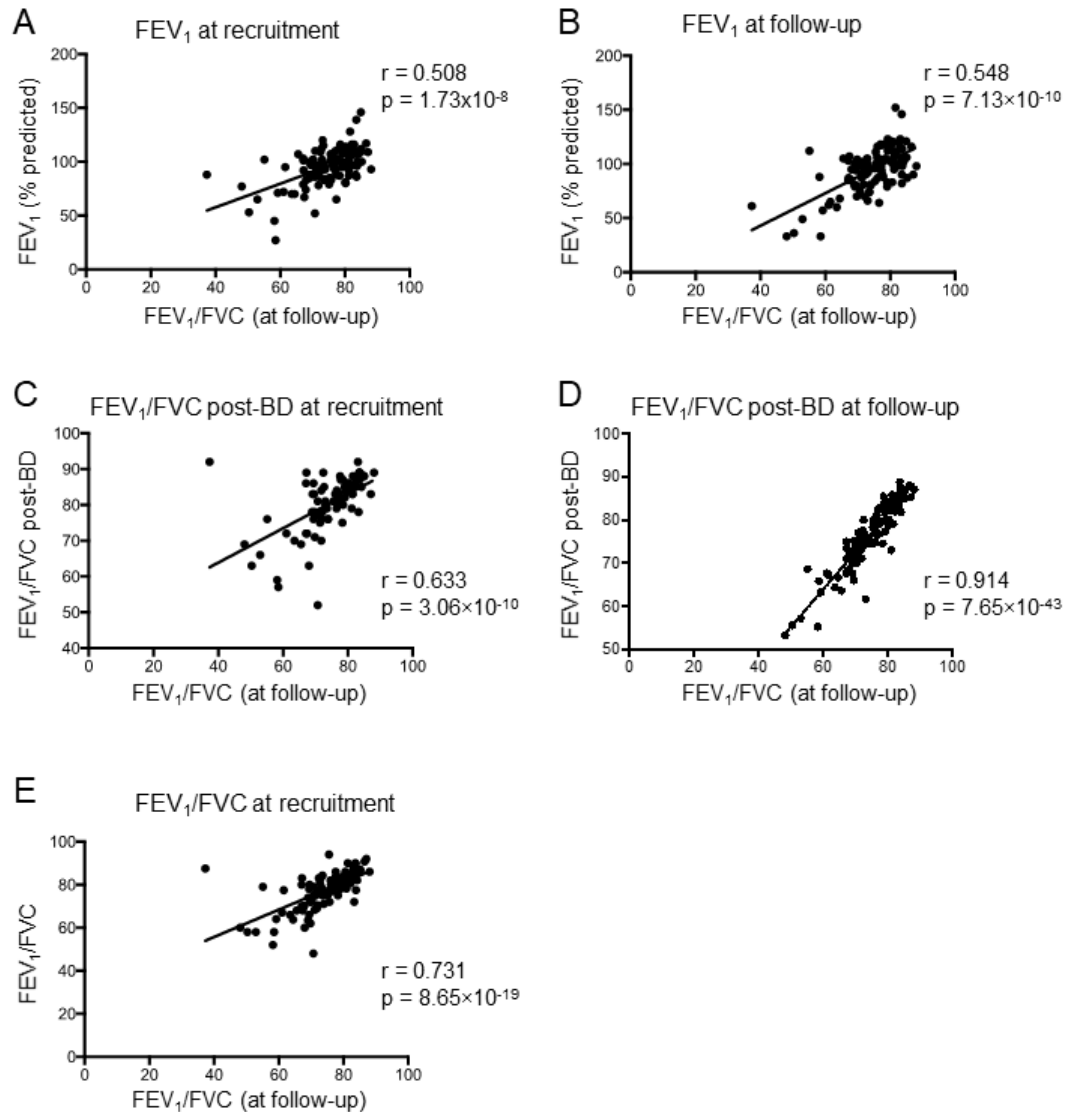 A
FEV₁ at recruitment
r = 0.508
p = 1.73x10⁻⁸
FEV₁ (% predicted)
200
150
100
50
0
0 20 40 60 80 100
FEV₁/FVC (at follow-up)
B
FEV₁ at follow-up
r = 0.548
p = 7.13×10⁻¹⁰
FEV₁ (% predicted)
200
150
100
50
0
0 20 40 60 80 100
FEV₁/FVC (at follow-up)
C
FEV₁/FVC post-BD at recruitment
FEV₁/FVC post-BD
100
90
80
70
60
50
40
r = 0.633
p = 3.06×10⁻¹⁰
0 20 40 60 80 100
FEV₁/FVC (at follow-up)
D
FEV₁/FVC post-BD at follow-up
FEV₁/FVC post-BD
100
90
80
70
60
50
r = 0.914
p = 7.65×10⁻⁴³
0 20 40 60 80 100
FEV₁/FVC (at follow-up)
E
FEV₁/FVC at recruitment
FEV₁/FVC
100
80
60
40
20
0
r = 0.731
p = 8.65×10⁻¹⁹
0 20 40 60 80 100
FEV₁/FVC (at follow-up)